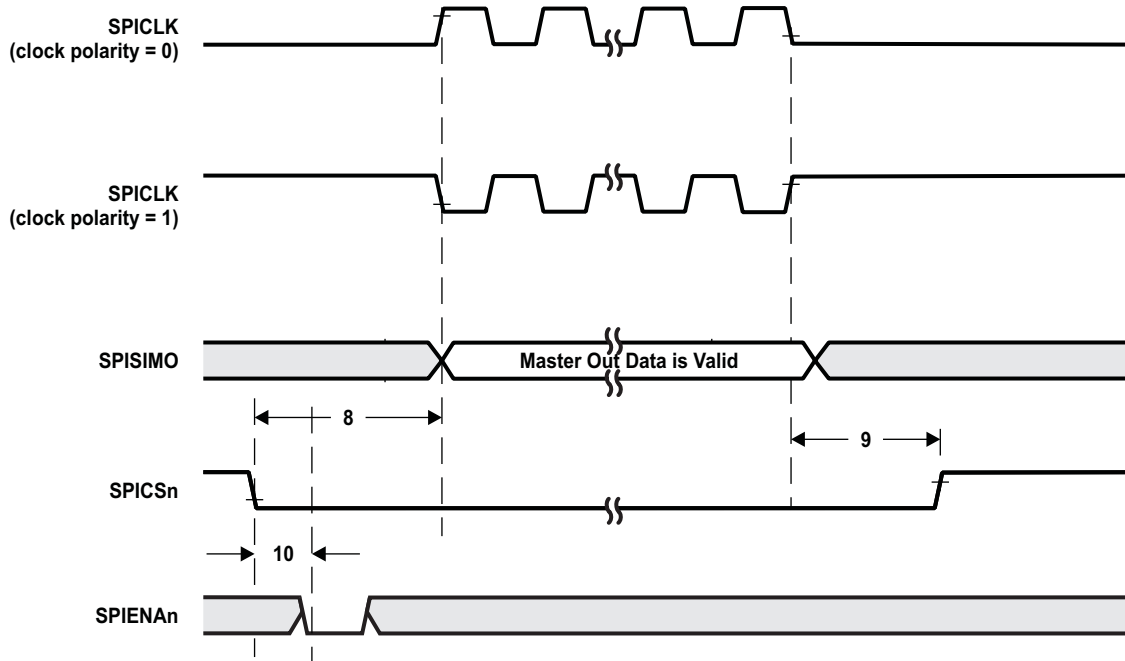 SPICLK
(clock polarity = 0)
SPICLK
(clock polarity = 1)
SPISIMO
Master Out Data is Valid
8
9
SPICSn
10
SPIENAn